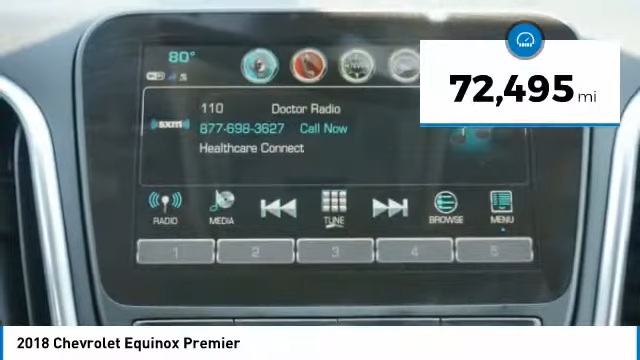 80°
72,495 mi
110 Doctor Radio
((SXM))
877-698-3627 Call Now
Healthcare Connect
RADIO MEDIA TUNE BROWSE MENU
1 2 3 4 5
2018 Chevrolet Equinox Premier